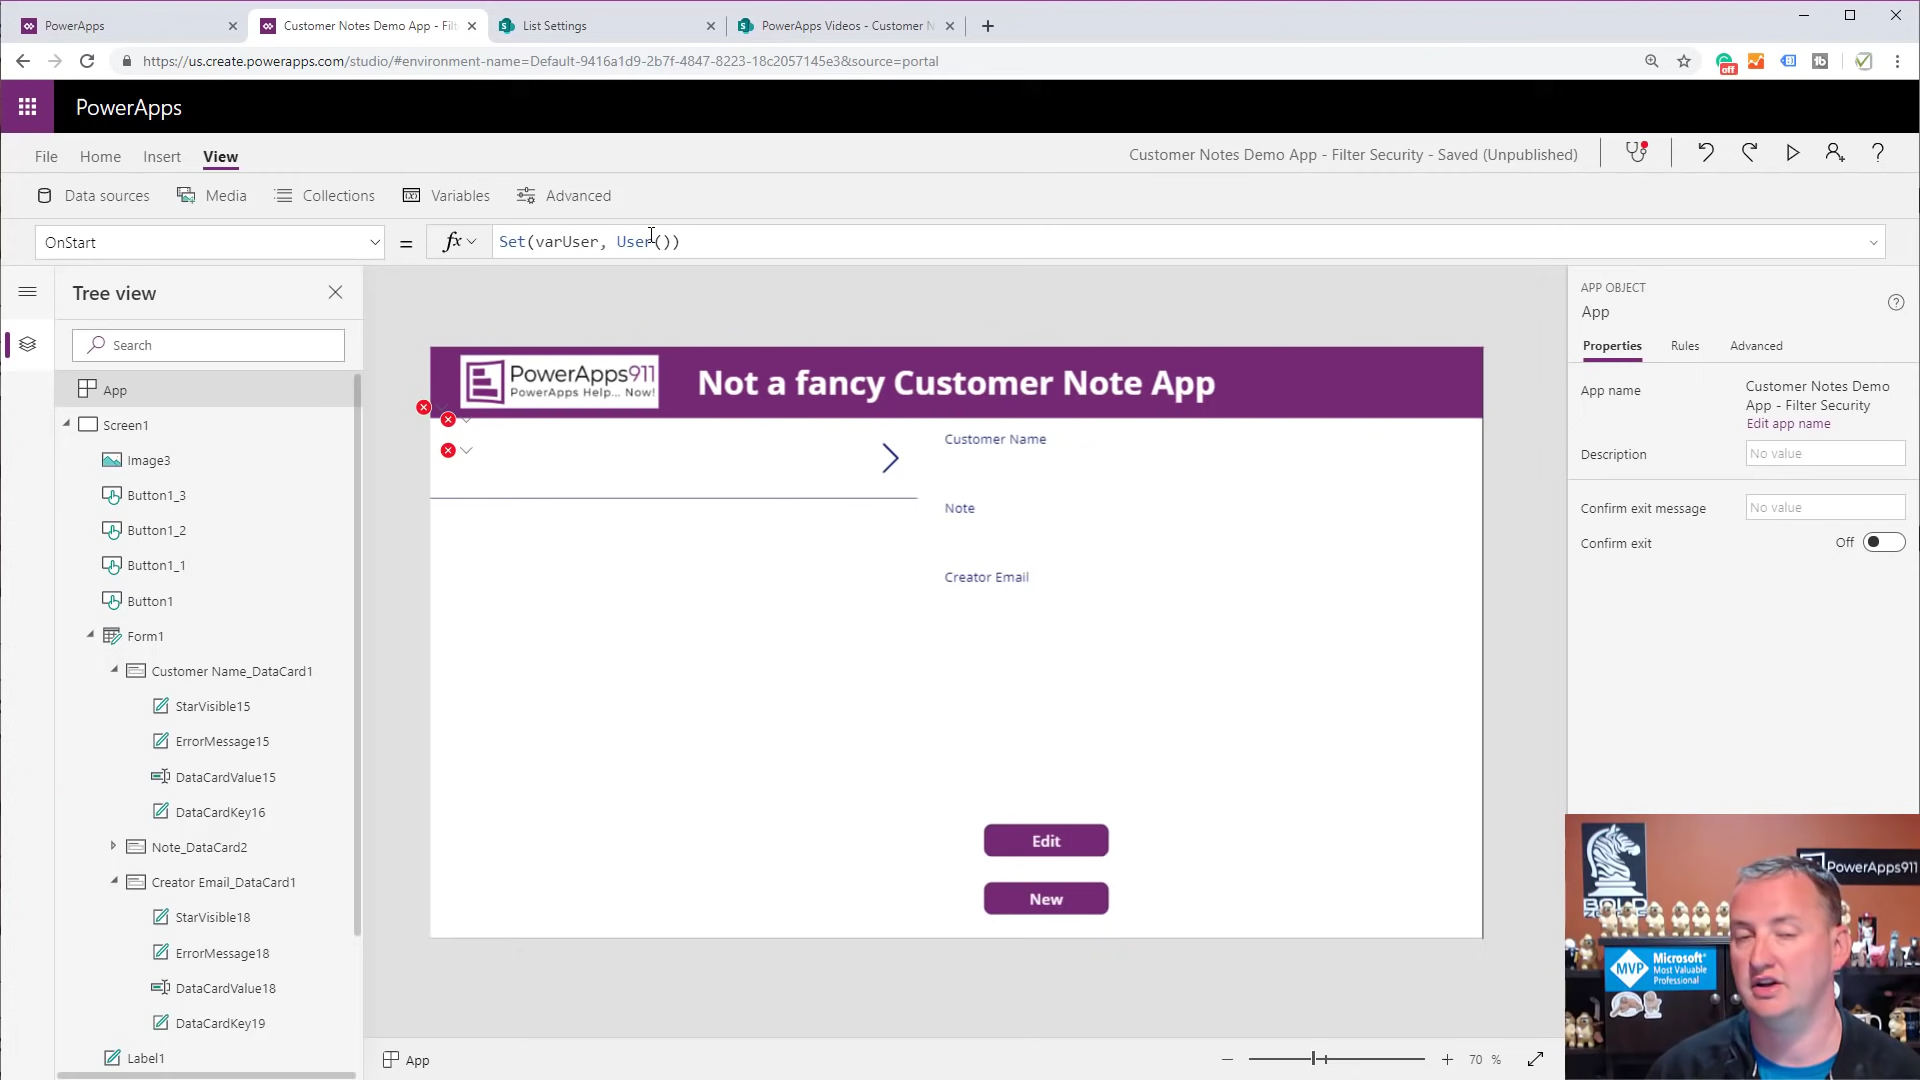 PowerApps
Customer Notes Demo App - Filt
List Settings
PowerApps Videos - Customer N
https://us.create.powerapps.com/studio/#environment-name=Default-9416a1d9-2b7f-4847-8223-18c2057145e3&source=portal
off
PowerApps
File
Home
Insert
View
Customer Notes Demo App - Filter Security - Saved (Unpublished)
Data sources
Media
Collections
Variables
Advanced
OnStart
=
fx
Set(varUser, User())
Tree view
Search
App
Screen1
Image3
Button1_3
Button1_2
Button1_1
Button1
Form1
Customer Name_DataCard1
StarVisible15
ErrorMessage15
DataCardValue15
DataCardKey16
Note_DataCard2
Creator Email_DataCard1
StarVisible18
ErrorMessage18
DataCardValue18
DataCardKey19
Label1
PowerApps911
PowerApps Help... Now!
Not a fancy Customer Note App
Customer Name
Note
Creator Email
Edit
New
App
70 %
APP OBJECT
App
Properties
Rules
Advanced
App name
Customer Notes Demo
App - Filter Security
Edit app name
Description
No value
Confirm exit message
No value
Confirm exit
Off
PowerApps911
BOLD
MVP
Microsoft
Most Valuable
Professional